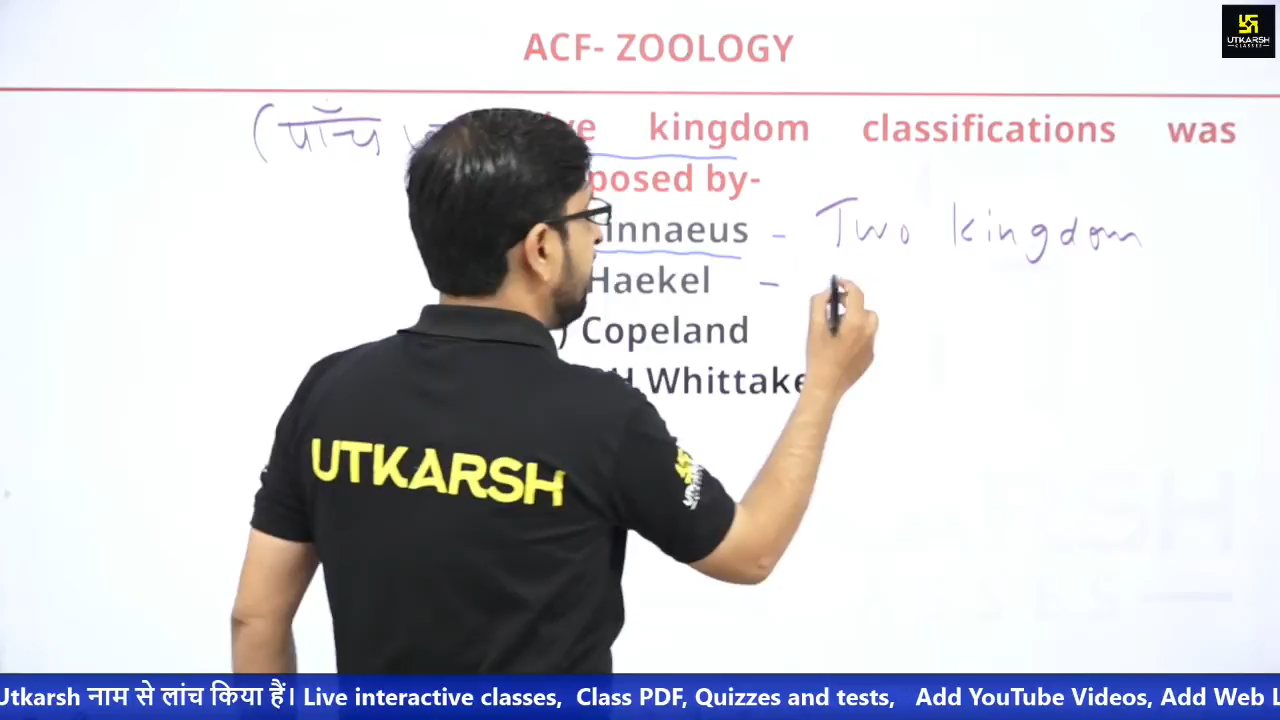 UTKARSH
CLASSES
ACF- ZOOLOGY
(पाँच kingdom classifications was
posed by-
innaeus - Two kingdom
Haekel -
) Copeland
H Whittake
UTKARSH
Utkarsh नाम से लांच किया हैं। Live interactive classes, Class PDF, Quizzes and tests, Add YouTube Videos, Add Web L